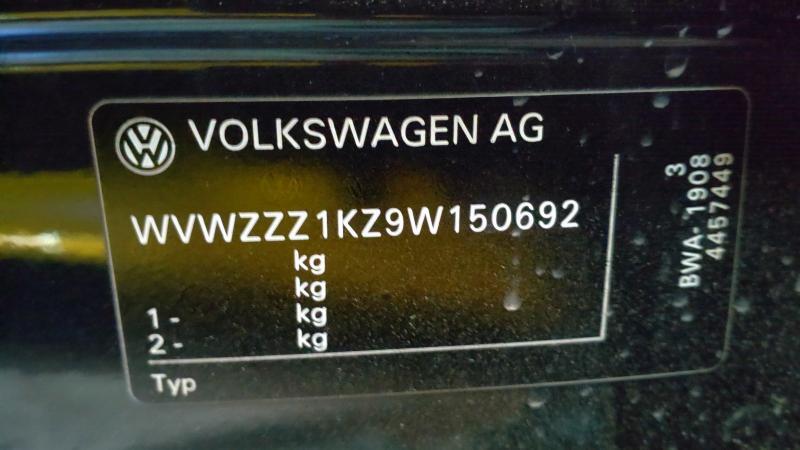 VOLKSWAGEN AG
WVWZZZ1KZ9W150692
kg
kg
1 - kg
2 - kg
Typ
3
BWA- 1908
4457449